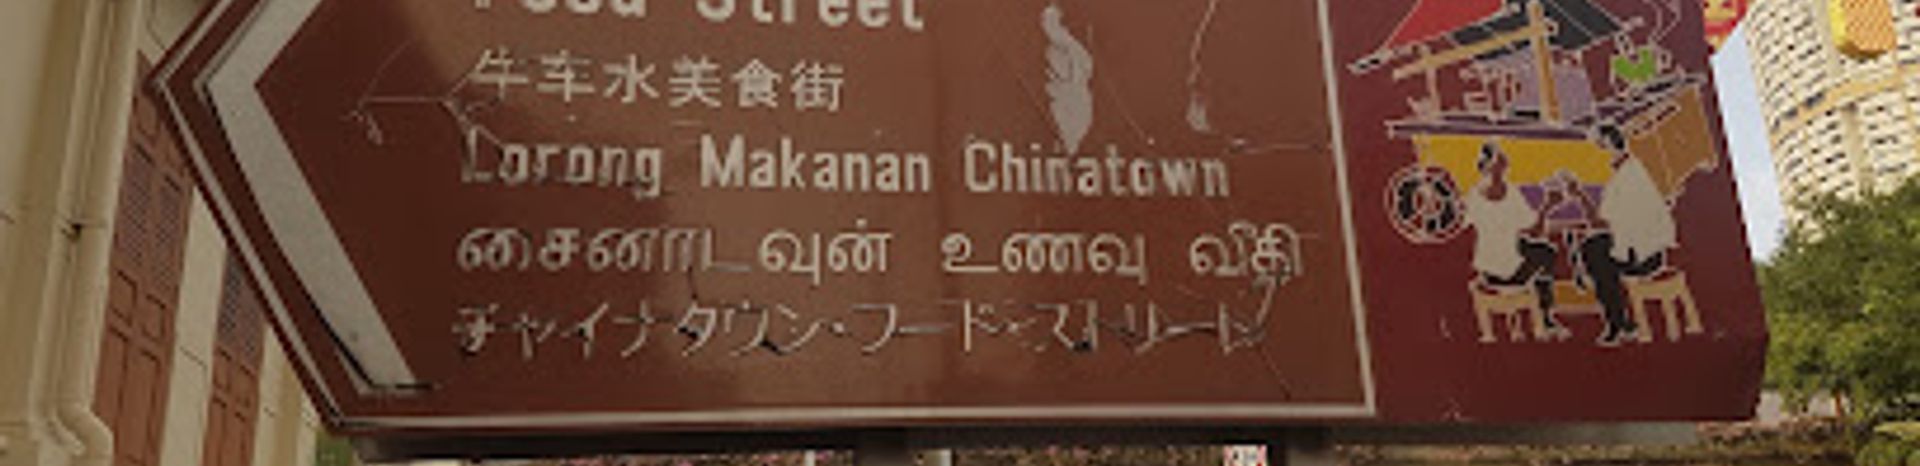 Food Street
牛车水美食街
Lorong Makanan Chinatown
சைனாடவுன் உணவு வீதி
チャイナタウン・フード・ストリート